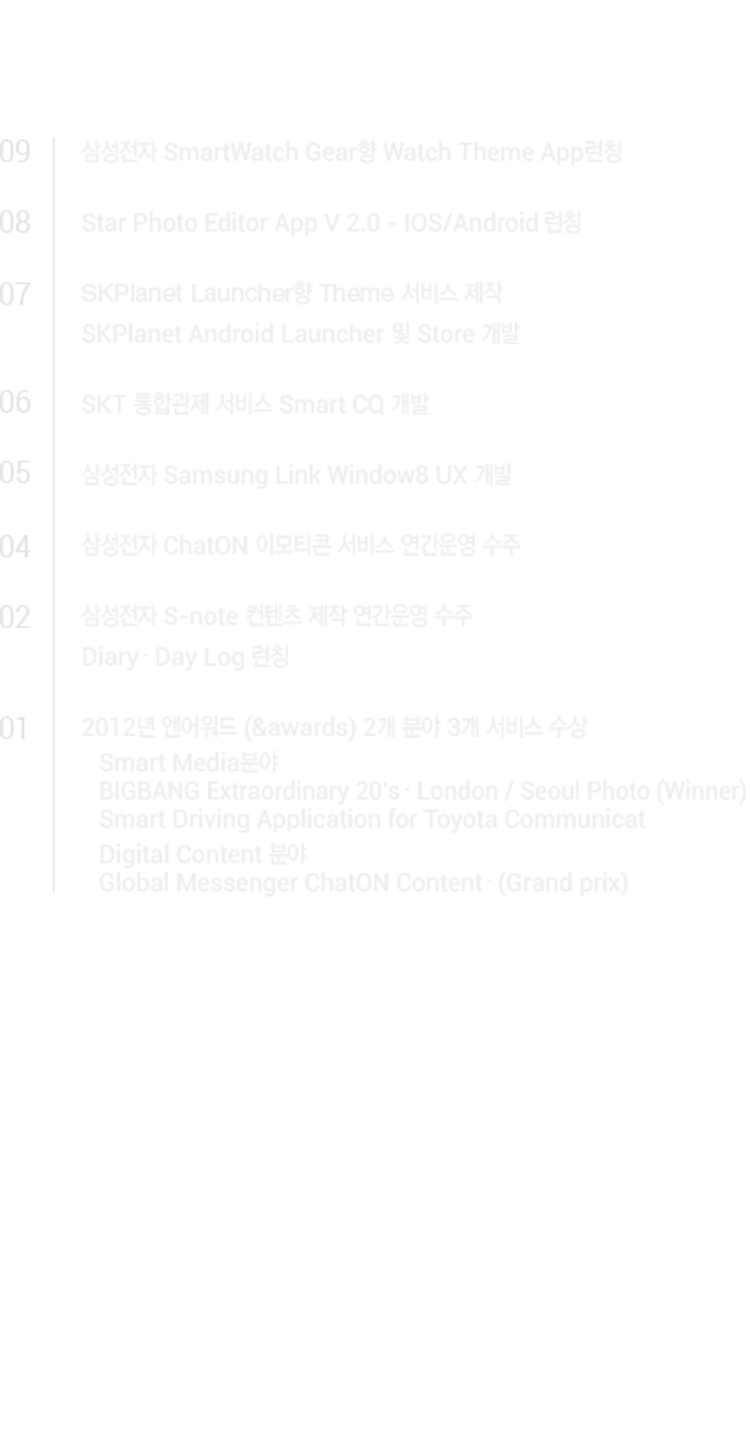 09 삼성전자 SmartWatch Gear향 Watch Theme App런칭
08 Star Photo Editor App V 2.0 - IOS/Android 런칭
07 SKPlanet Launcher향 Theme 서비스 제작
SKPlanet Android Launcher 및 Store 개발
06 SKT 통합관제 서비스 Smart CQ 개발
05 삼성전자 Samsung Link Window8 UX 개발
04 삼성전자 ChatON 이모티콘 서비스 연간운영 수주
02 삼성전자 S-note 컨텐츠 제작 연간운영 수주
Diary · Day Log 런칭
01 2012년 앤어워드 (&awards) 2개 분야 3개 서비스 수상
Smart Media분야
BIGBANG Extraordinary 20's · London / Seoul Photo (Winner)
Smart Driving Application for Toyota Communicat
Digital Content 분야
Global Messenger ChatON Content · (Grand prix)